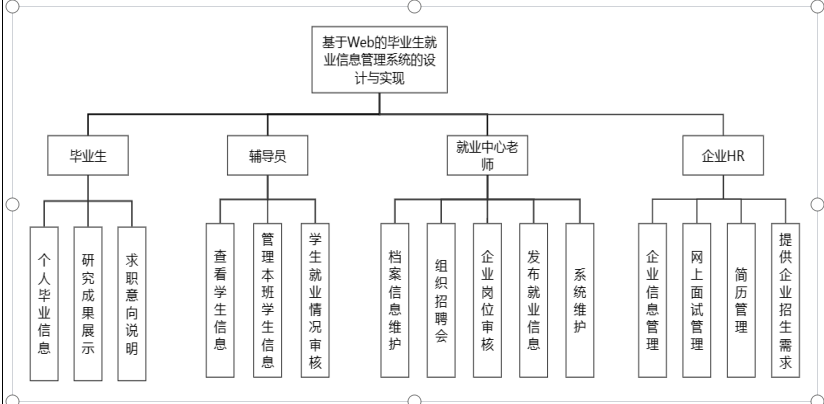 基于Web的毕业生就
业信息管理系统的设
计与实现
毕业生
辅导员
就业中心老
师
企业HR
个人毕业信息
研究成果展示
求职意向说明
查看学生信息
管理本班学生信息
学生就业情况审核
档案信息维护
组织招聘会
企业岗位审核
发布就业信息
系统维护
企业信息管理
网上面试管理
简历管理
提供企业招生需求